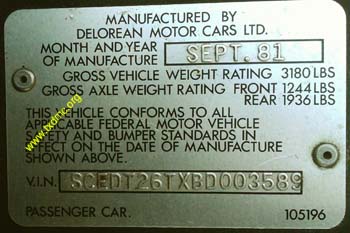 MANUFACTURED BY
DELOREAN MOTOR CARS LTD.
MONTH AND YEAR
OF MANUFACTURE SEPT. 81
GROSS VEHICLE WEIGHT RATING 3180 LBS
GROSS AXLE WEIGHT RATING FRONT 1244 LBS
REAR 1936 LBS
THIS VEHICLE CONFORMS TO ALL
APPLICABLE FEDERAL MOTOR VEHICLE
SAFETY AND BUMPER STANDARDS IN
EFFECT ON THE DATE OF MANUFACTURE
SHOWN ABOVE.
V.I.N. SCEDT26TXBD003589
PASSENGER CAR. 105196
www.txdmc.org